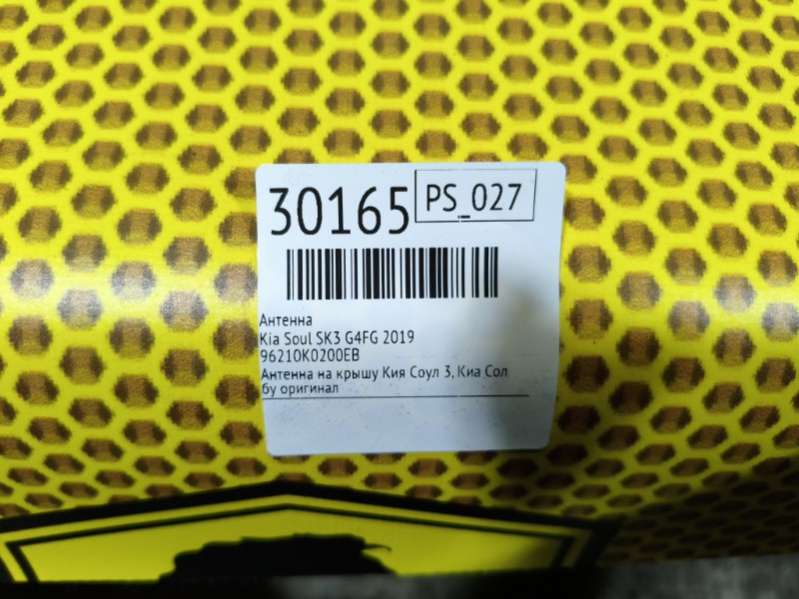 30165 PS_027
Антенна
Kia Soul SK3 G4FG 2019
96210K0200EB
Антенна на крышу Кия Соул 3, Киа Сол
бу оригинал